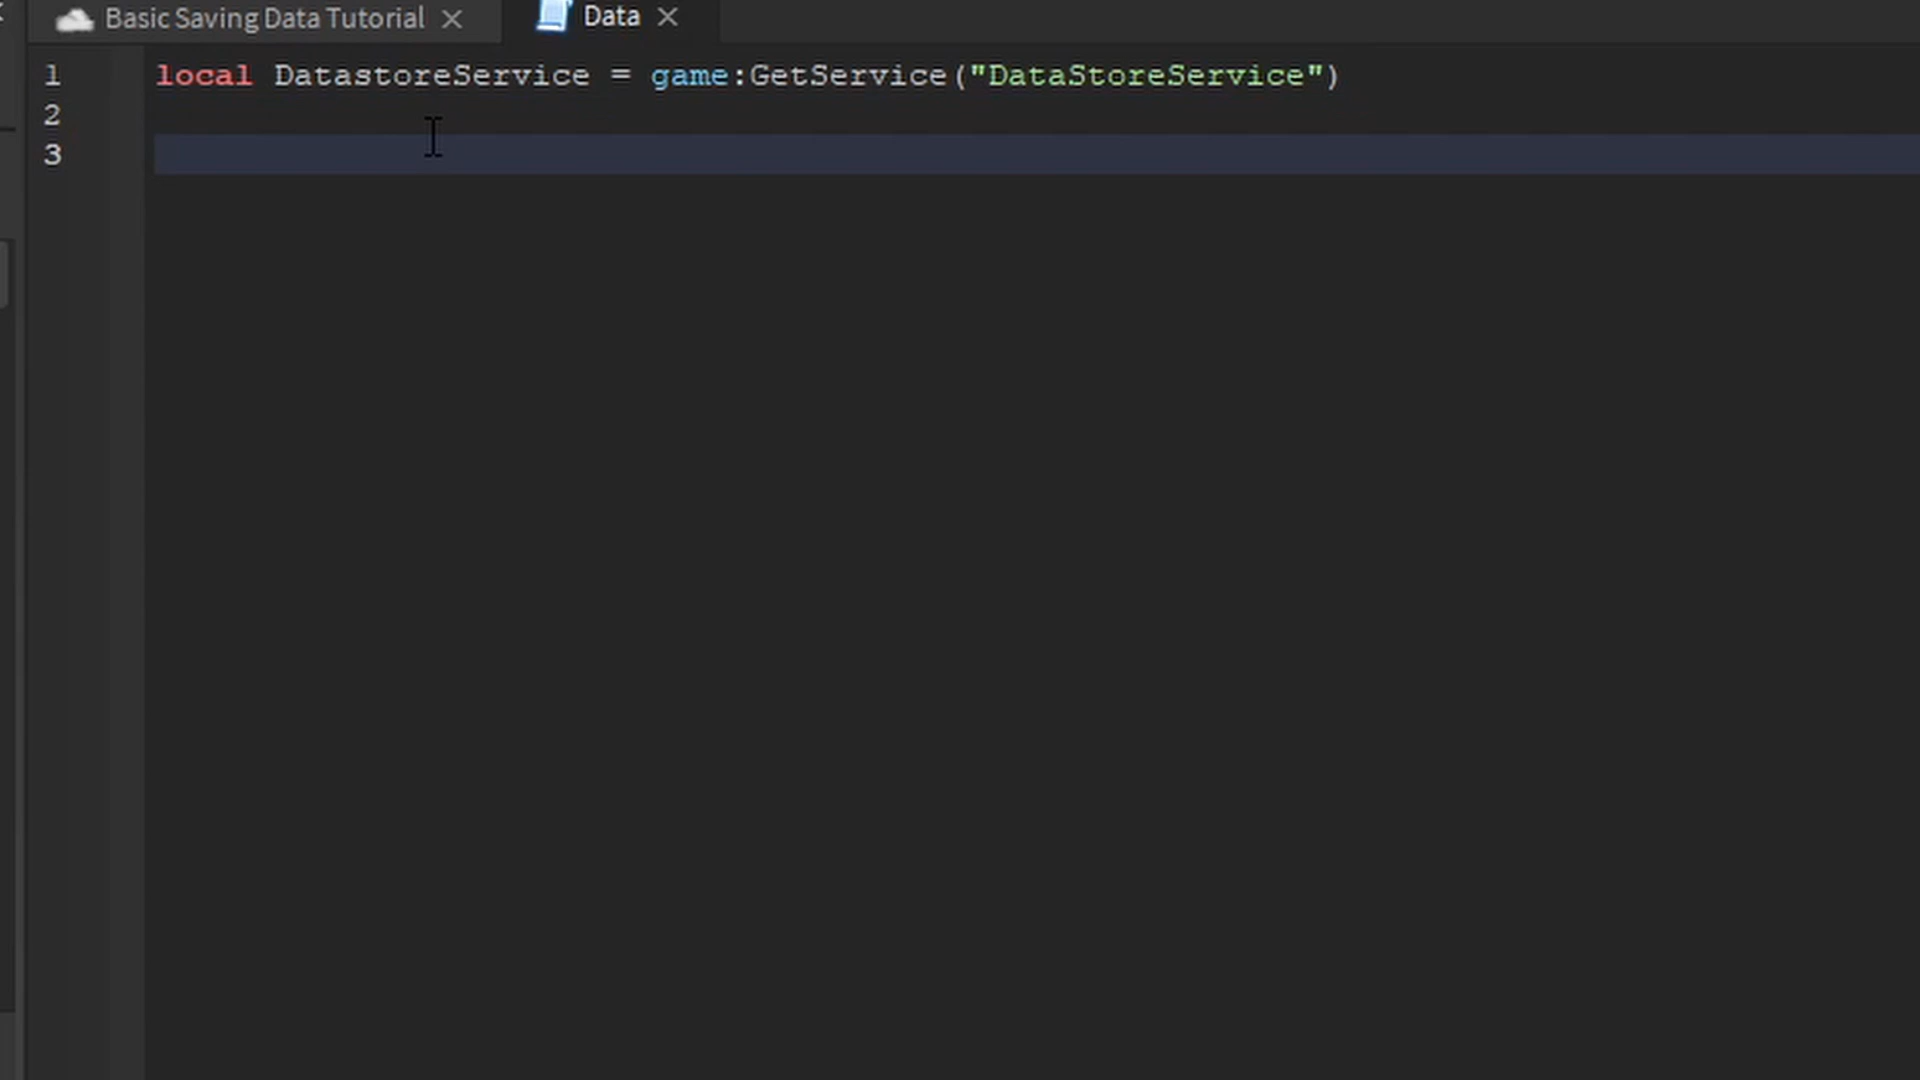 Basic Saving Data Tutorial
Data
1 local DatastoreService = game:GetService("DataStoreService")
2
3